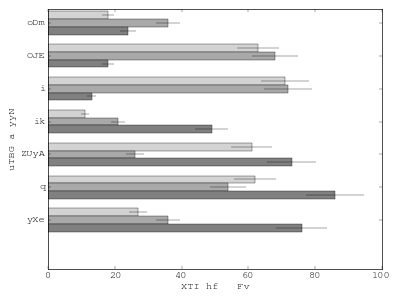 oDm
OJE
i
ik
ZUyA
q
yXe
uTBG a yyN
0 20 40 60 80 100
XTI hf Fv